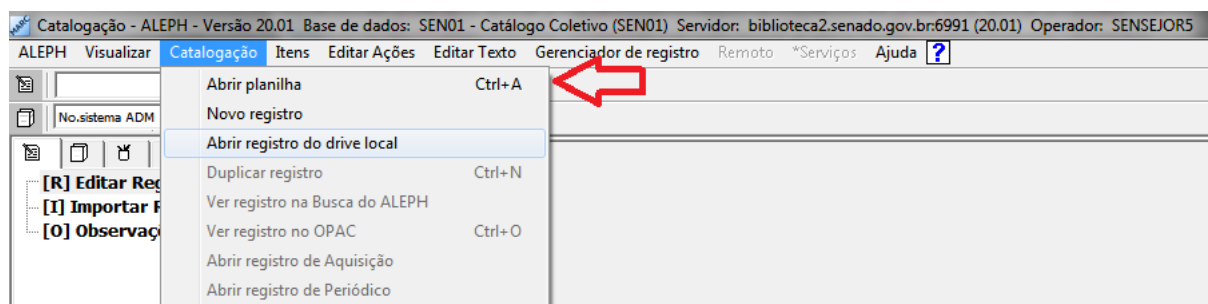 Catalogação - ALEPH - Versão 20.01 Base de dados: SEN01 - Catálogo Coletivo (SEN01) Servidor: biblioteca2.senado.gov.br:6991 (20.01) Operador: SENSEJOR5
ALEPH Visualizar Catalogação Itens Editar Ações Editar Texto Gerenciador de registro Remoto *Serviços Ajuda ?
Abrir planilha Ctrl+A
No.sistema ADM Novo registro
Abrir registro do drive local
Duplicar registro Ctrl+N
[R] Editar Reg
Ver registro na Busca do ALEPH
[I] Importar
[O] Observaç
Ver registro no OPAC Ctrl+O
Abrir registro de Aquisição
Abrir registro de Periódico